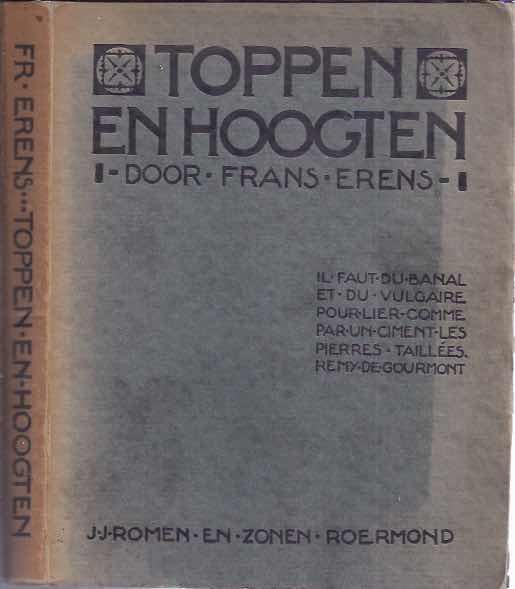 FR · ERENS··· TOPPEN · EN · HOOGTEN
TOPPEN
EN HOOGTEN
- DOOR · FRANS · ERENS -
IL · FAUT · DU · BANAL
ET · DU · VULGAIRE
POUR · LIER · COMME
PAR · UN · CIMENT · LES
PIERRES · TAILLÉES.
REMY · DE · GOURMONT
J·J·ROMEN · EN · ZONEN · ROERMOND